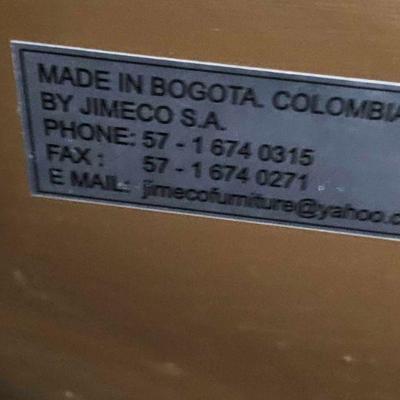 MADE IN BOGOTA. COLOMBIA
BY JIMECO S.A.
PHONE: 57 - 1 674 0315
FAX : 57 - 1 674 0271
E MAIL: jimecofurniture@yahoo.c